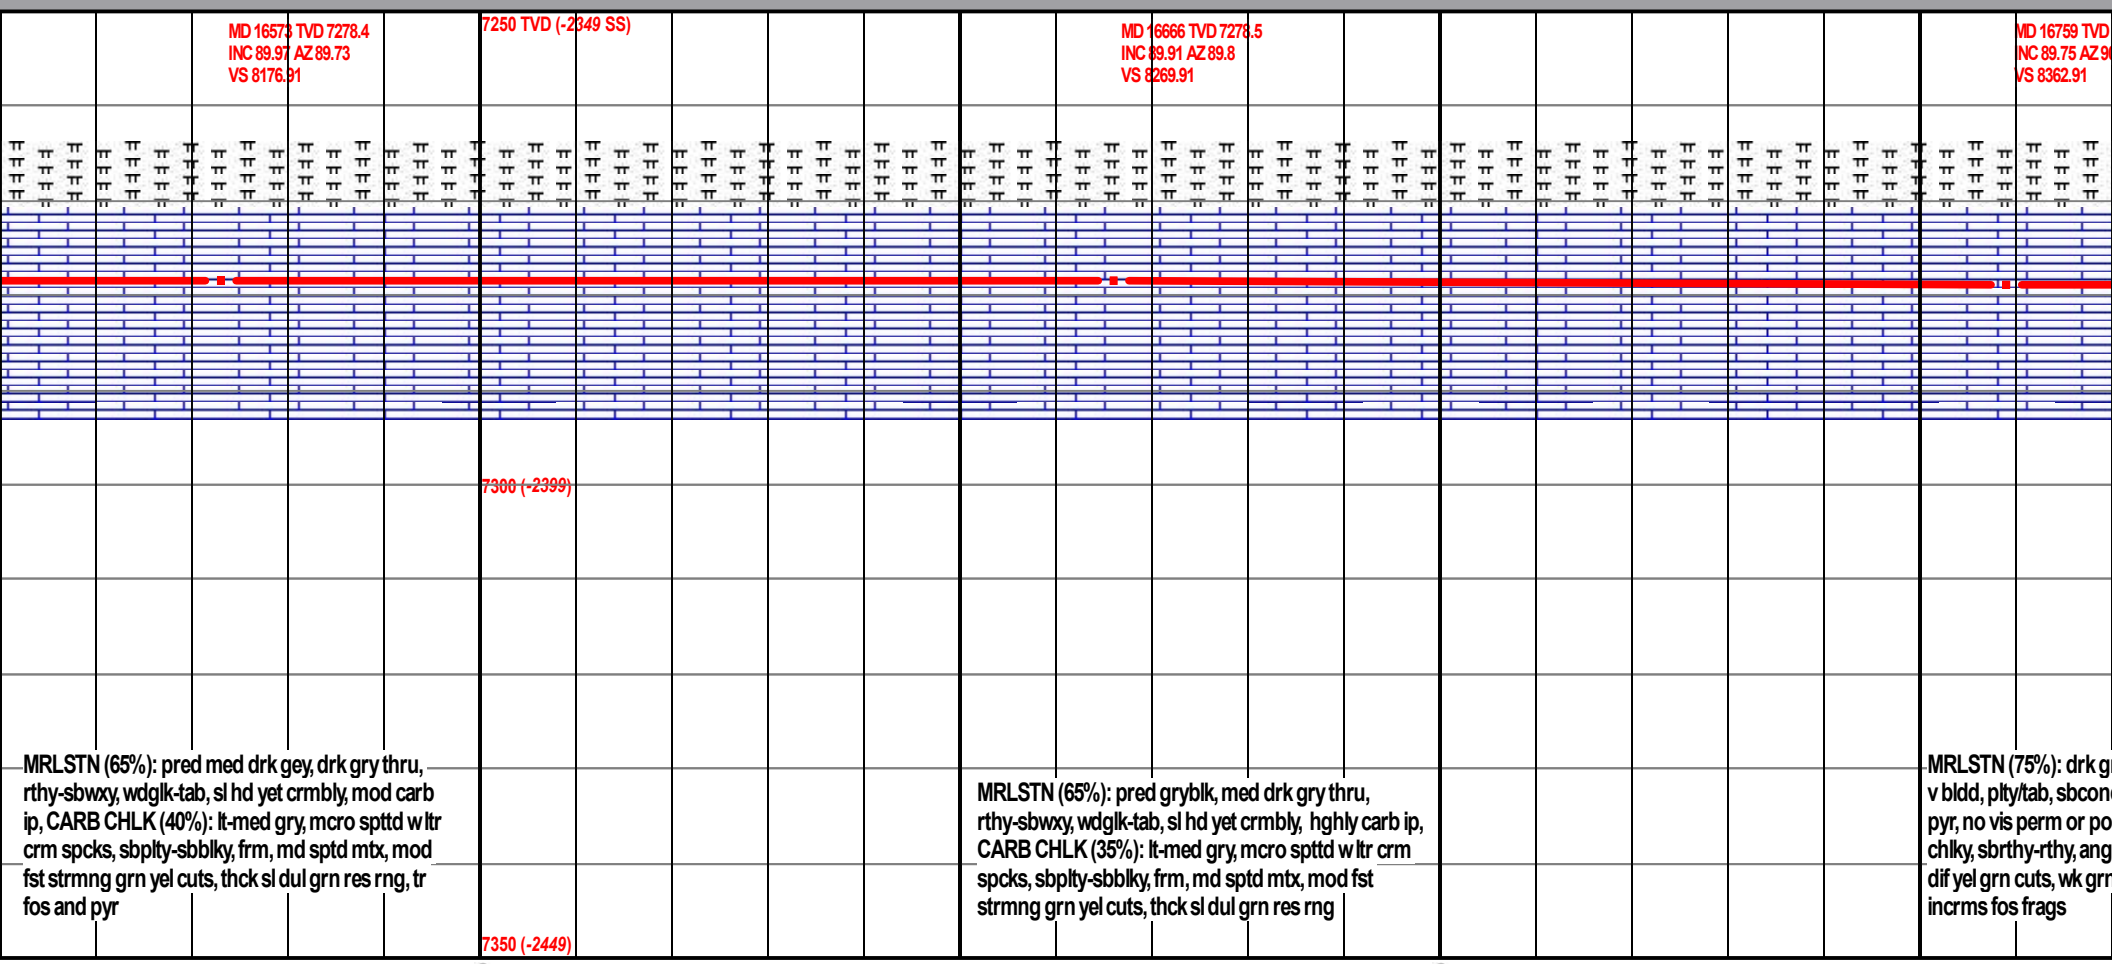 MD 16573 TVD 7278.4
INC 89.97 AZ 89.73
VS 8176.91
7250 TVD (-2349 SS)
MD 16666 TVD 7278.5
INC 89.91 AZ 89.8
VS 8269.91
MD 16759 TVD
INC 89.75 AZ 90
VS 8362.91
7300 (-2399)
MRLSTN (65%): pred med drk gey, drk gry thru,
rthy-sbwxy, wdglk-tab, sl hd yet crmbly, mod carb
ip, CARB CHLK (40%): lt-med gry, mcro spttd w ltr
crm spcks, sbplty-sbblky, frm, md sptd mtx, mod
fst strmng grn yel cuts, thck sl dul grn res rng, tr
fos and pyr
MRLSTN (65%): pred gryblk, med drk gry thru,
rthy-sbwxy, wdglk-tab, sl hd yet crmbly, hghly carb ip,
CARB CHLK (35%): lt-med gry, mcro spttd w ltr crm
spcks, sbplty-sbblky, frm, md sptd mtx, mod fst
strmng grn yel cuts, thck sl dul grn res rng
MRLSTN (75%): drk g
v bldd, plty/tab, sbcon
pyr, no vis perm or po
chlky, sbrthy-rthy, ang
dif yel grn cuts, wk grn
incrms fos frags
7350 (-2449)